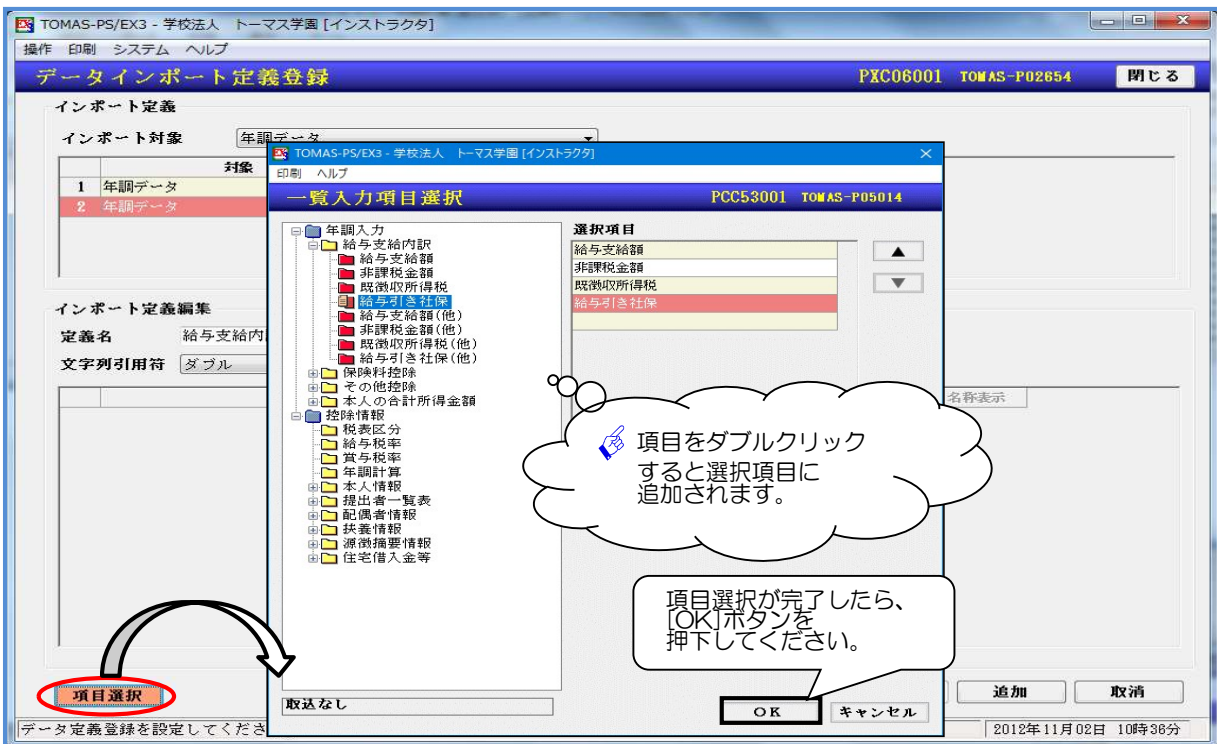 TOMAS-PS/EX3 - 学校法人 トーマス学園 [インストラクタ]
操作 印刷 システム ヘルプ
データインポート定義登録 PXC06001 TOMAS-P02654 閉じる
インポート定義
インポート対象 年調データ
対象
1 年調データ
2 年調データ
インポート定義編集
定義名 給与支給内
文字列引用符 ダブル
名称表示
項目選択
追加 取消
データ定義登録を設定してくださ
2012年11月02日 10時36分
TOMAS-PS/EX3 - 学校法人 トーマス学園 [インストラクタ]
印刷 ヘルプ
一覧入力項目選択 PCC53001 TOMAS-P05014
年調入力
給与支給内訳
給与支給額
非課税金額
既徴収所得税
給与引き社保
給与支給額(他)
非課税金額(他)
既徴収所得税(他)
給与引き社保(他)
保険料控除
その他控除
本人の合計所得金額
控除情報
税表区分
給与税率
賞与税率
年調計算
本人情報
提出者一覧表
配偶者情報
扶養情報
源徴摘要情報
住宅借入金等
選択項目
給与支給額
非課税金額
既徴収所得税
給与引き社保
▲
▼
取込なし
OK キャンセル
項目をダブルクリック
すると選択項目に
追加されます。
項目選択が完了したら、
[OK]ボタンを
押下してください。